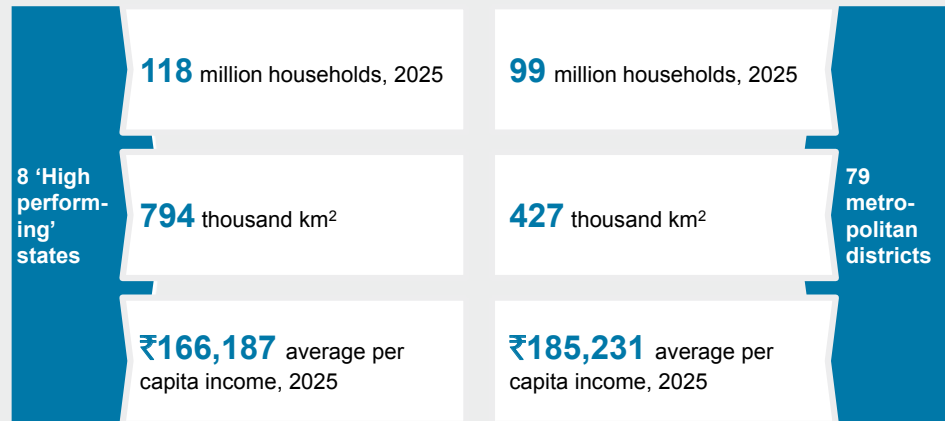 8 ‘High
perform-
ing’
states
118 million households, 2025
794 thousand km²
₹166,187 average per
capita income, 2025
99 million households, 2025
427 thousand km²
₹185,231 average per
capita income, 2025
79
metro-
politan
districts